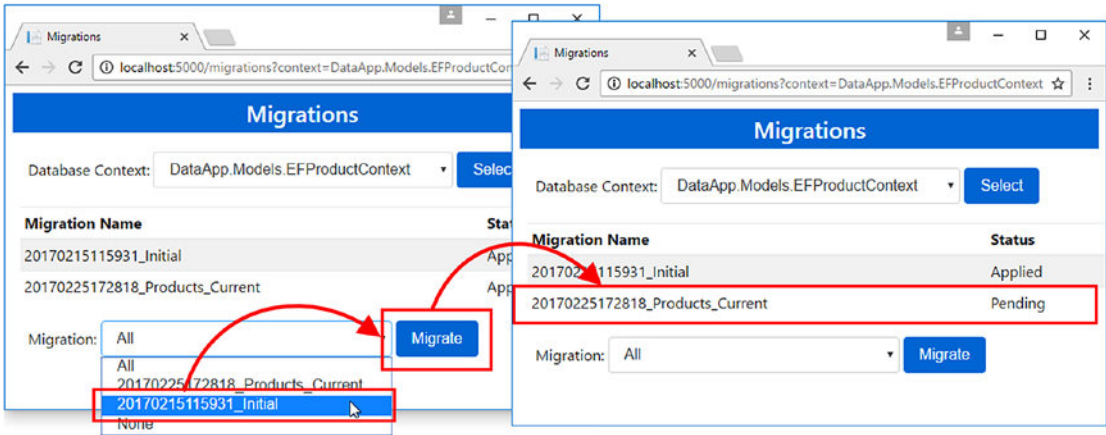 Migrations
localhost:5000/migrations?context=DataApp.Models.EFProductCon
Migrations
Database Context: DataApp.Models.EFProductContext Selec
Migration Name Sta
20170215115931_Initial App
20170225172818_Products_Current App
Migration: All Migrate
All
20170225172818_Products_Current
20170215115931_Initial
None
Migrations
localhost:5000/migrations?context=DataApp.Models.EFProductContext
Migrations
Database Context: DataApp.Models.EFProductContext Select
Migration Name Status
20170215115931_Initial Applied
20170225172818_Products_Current Pending
Migration: All Migrate